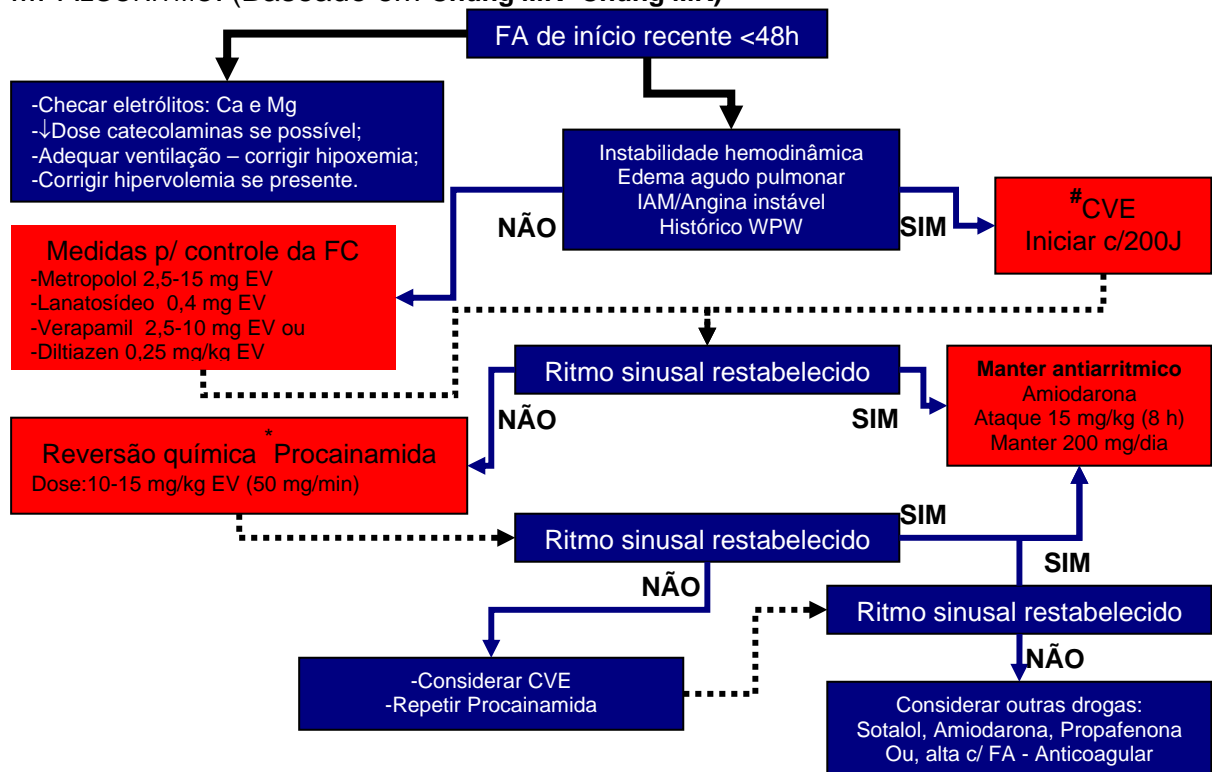 (Baseado em
FA de início recente <48h
-Checar eletrólitos: Ca e Mg
-↓Dose catecolaminas se possível;
-Adequar ventilação – corrigir hipoxemia;
-Corrigir hipervolemia se presente.
Instabilidade hemodinâmica
Edema agudo pulmonar
IAM/Angina instável
Histórico WPW
NÃO
SIM
#CVE
Iniciar c/200J
Medidas p/ controle da FC
-Metropolol 2,5-15 mg EV
-Lanatosídeo 0,4 mg EV
-Verapamil 2,5-10 mg EV ou
-Diltiazen 0,25 mg/kg EV
Ritmo sinusal restabelecido
NÃO
SIM
Manter antiarritmico
Amiodarona
Ataque 15 mg/kg (8 h)
Manter 200 mg/dia
Reversão química *Procainamida
Dose:10-15 mg/kg EV (50 mg/min)
Ritmo sinusal restabelecido
SIM
NÃO
SIM
Ritmo sinusal restabelecido
NÃO
-Considerar CVE
-Repetir Procainamida
Considerar outras drogas:
Sotalol, Amiodarona, Propafenona
Ou, alta c/ FA - Anticoagular